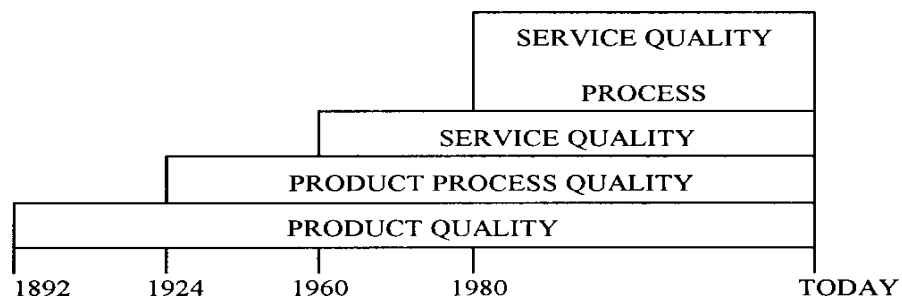 SERVICE QUALITY
PROCESS
SERVICE QUALITY
PRODUCT PROCESS QUALITY
PRODUCT QUALITY
1892 1924 1960 1980 TODAY